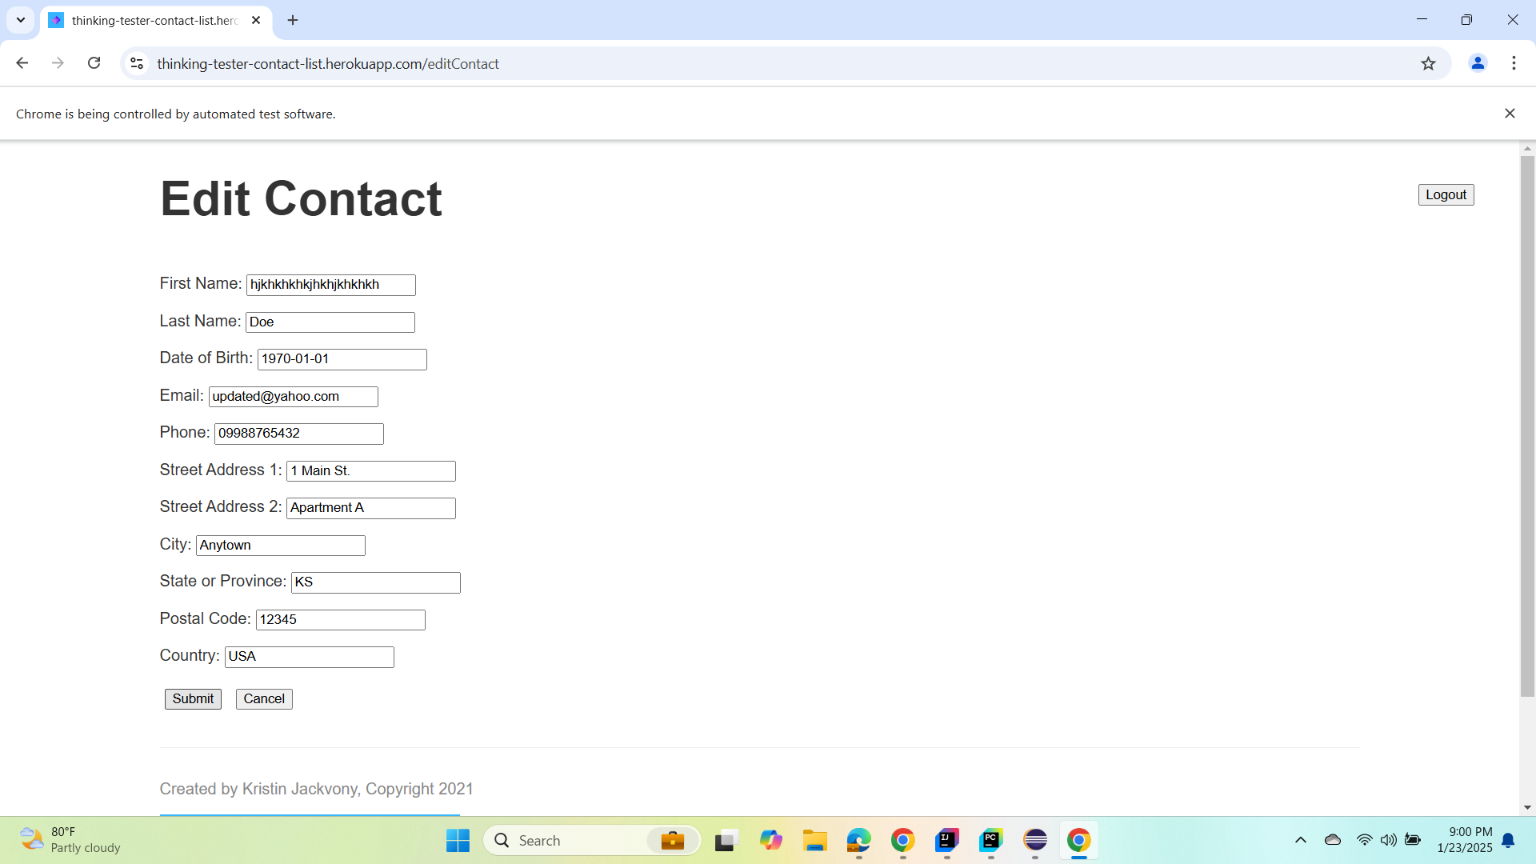 thinking-tester-contact-list.herc
thinking-tester-contact-list.herokuapp.com/editContact
Chrome is being controlled by automated test software.
Edit Contact
Logout
First Name: hjkhkhkhkjhkhjkhkhkh
Last Name: Doe
Date of Birth: 1970-01-01
Email: updated@yahoo.com
Phone: 09988765432
Street Address 1: 1 Main St.
Street Address 2: Apartment A
City: Anytown
State or Province: KS
Postal Code: 12345
Country: USA
Submit Cancel
Created by Kristin Jackvony, Copyright 2021
80°F
Partly cloudy
Search
IJ
PC
9:00 PM
1/23/2025